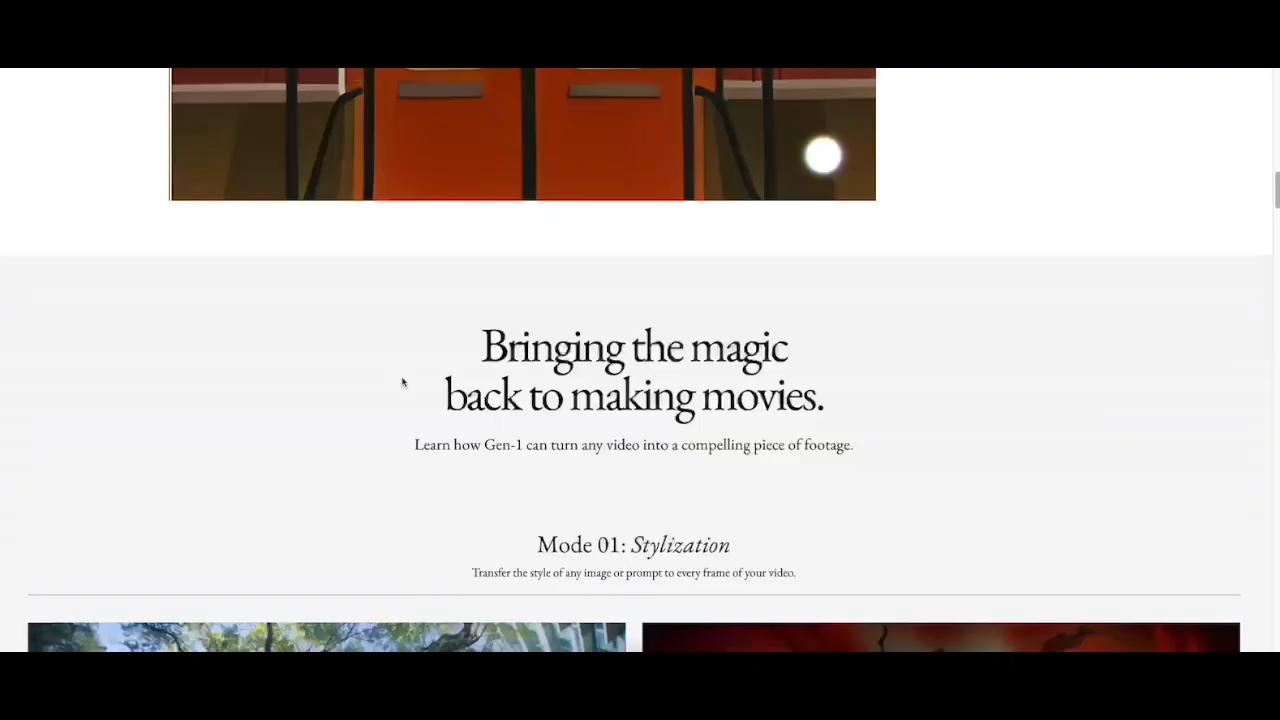 Bringing the magic
back to making movies.
Learn how Gen-1 can turn any video into a compelling piece of footage.
Mode 01: Stylization
Transfer the style of any image or prompt to every frame of your video.